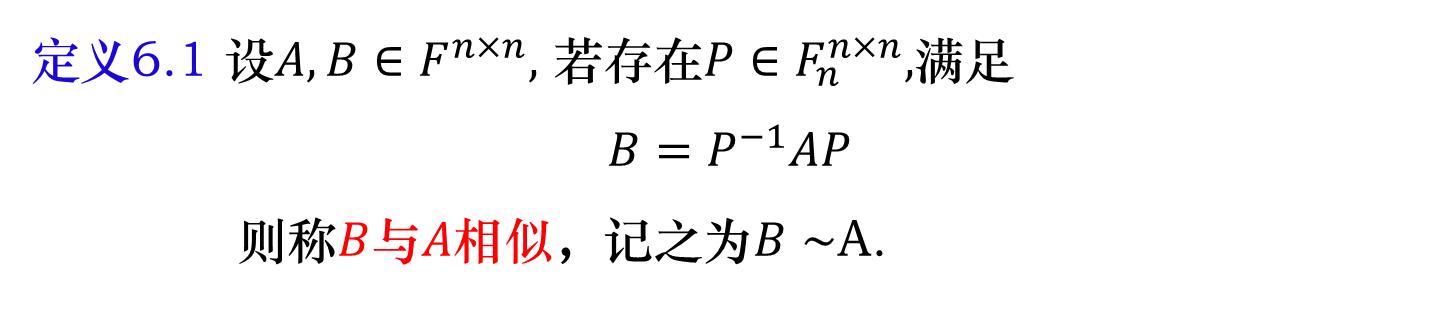 定义6.1 设A, B ∈ F^{n×n}, 若存在P ∈ F_n^{n×n},满足
B = P^{-1}AP
则称B与A相似，记之为B ~A.